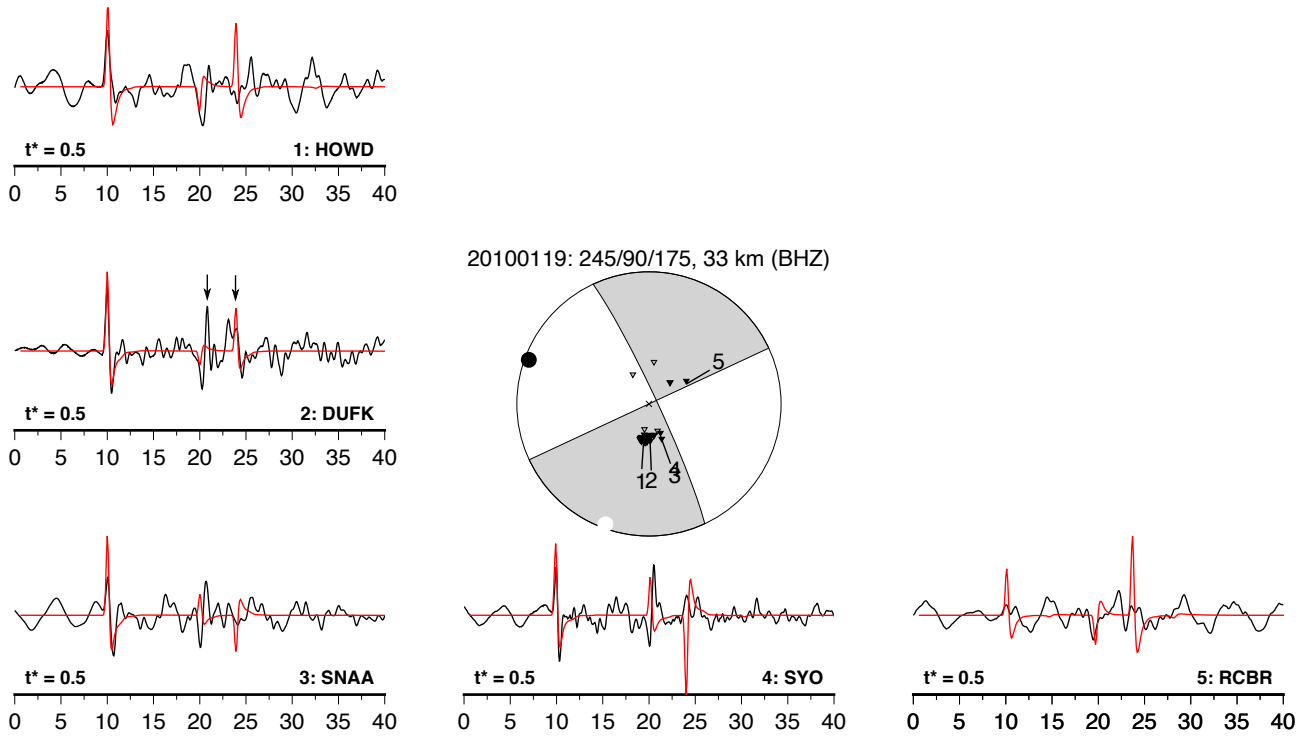 t* = 0.5 1: HOWD
0 5 10 15 20 25 30 35 40
20100119: 245/90/175, 33 km (BHZ)
t* = 0.5 2: DUFK
0 5 10 15 20 25 30 35 40
5
4
12 3
t* = 0.5 3: SNAA
0 5 10 15 20 25 30 35 40
t* = 0.5 4: SYO
0 5 10 15 20 25 30 35 40
t* = 0.5 5: RCBR
0 5 10 15 20 25 30 35 40